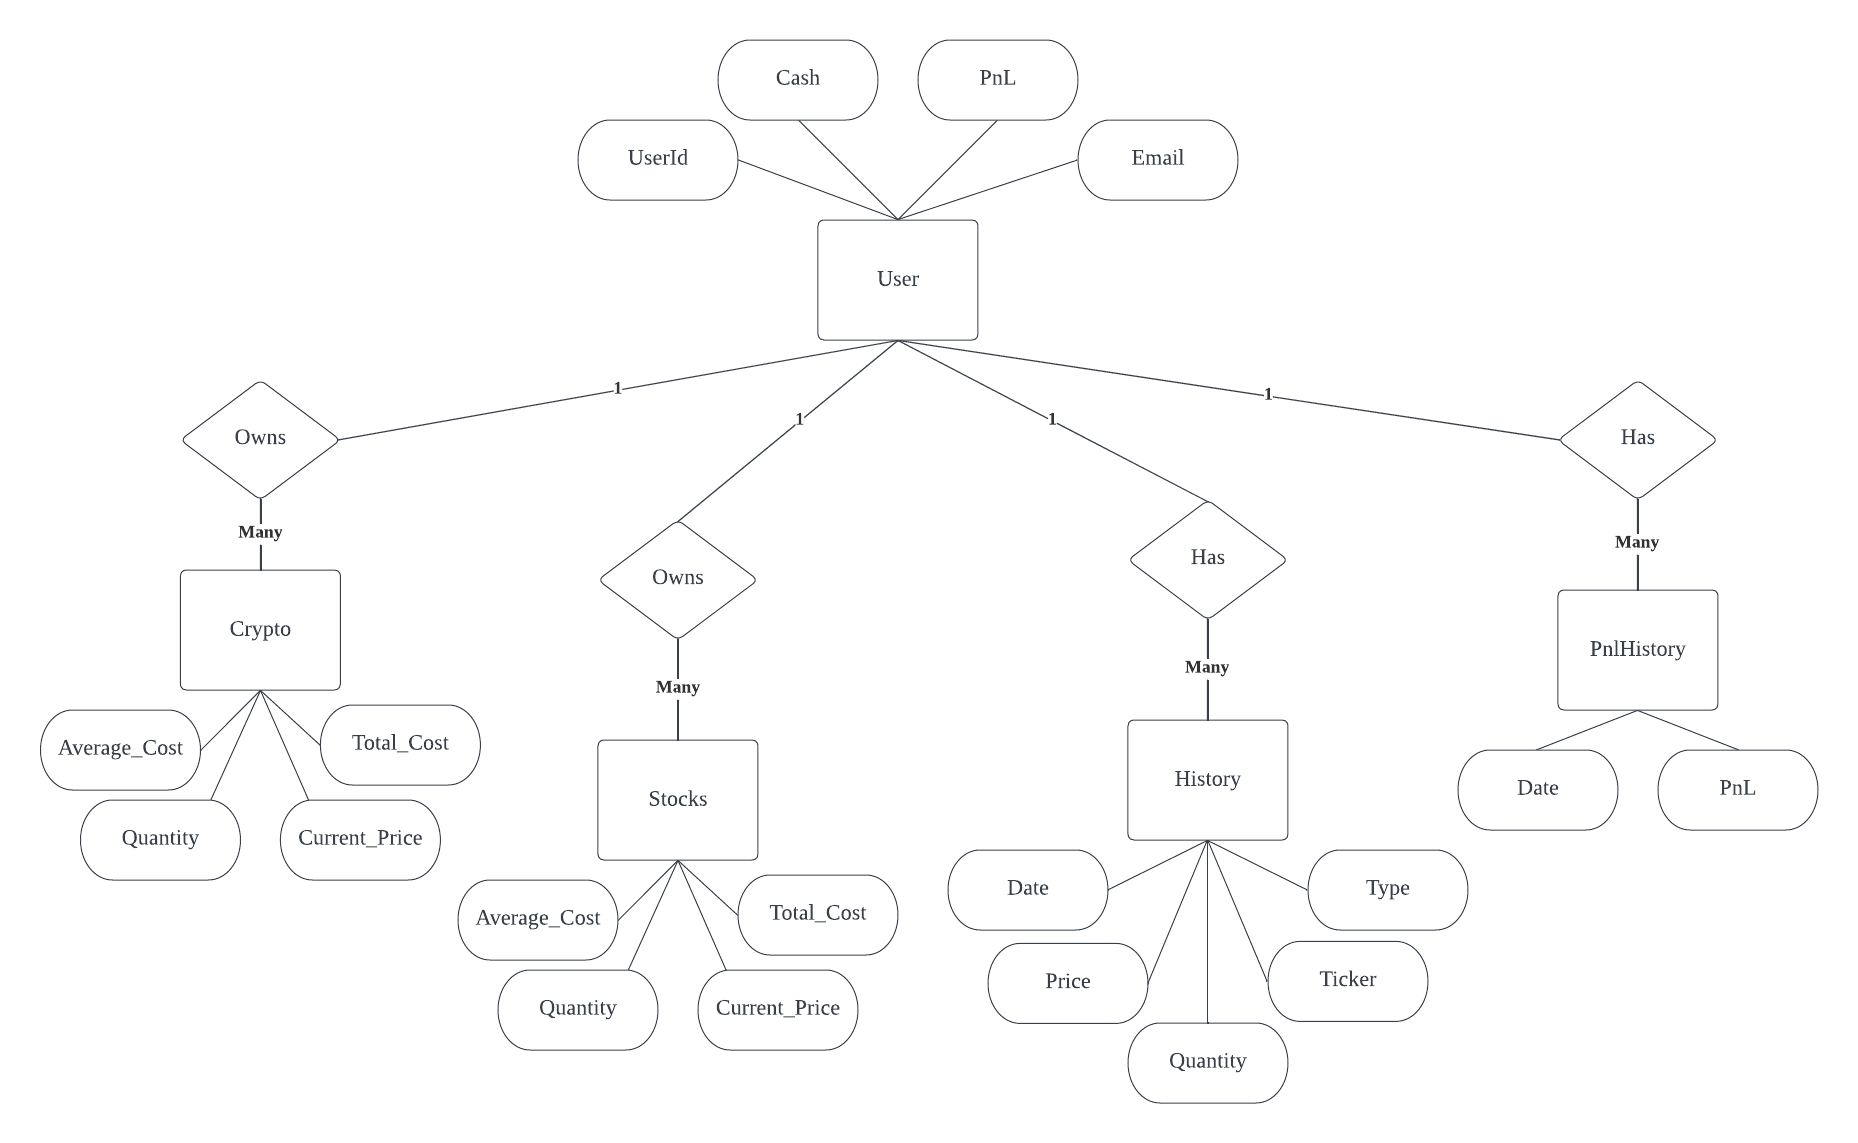 Cash
PnL
UserId
Email
User
1
1
1
1
Owns
Has
Many
Owns
Has
Many
Crypto
PnlHistory
Many
Many
Average_Cost
Total_Cost
Stocks
History
Date
PnL
Quantity
Current_Price
Average_Cost
Total_Cost
Date
Type
Quantity
Current_Price
Price
Ticker
Quantity